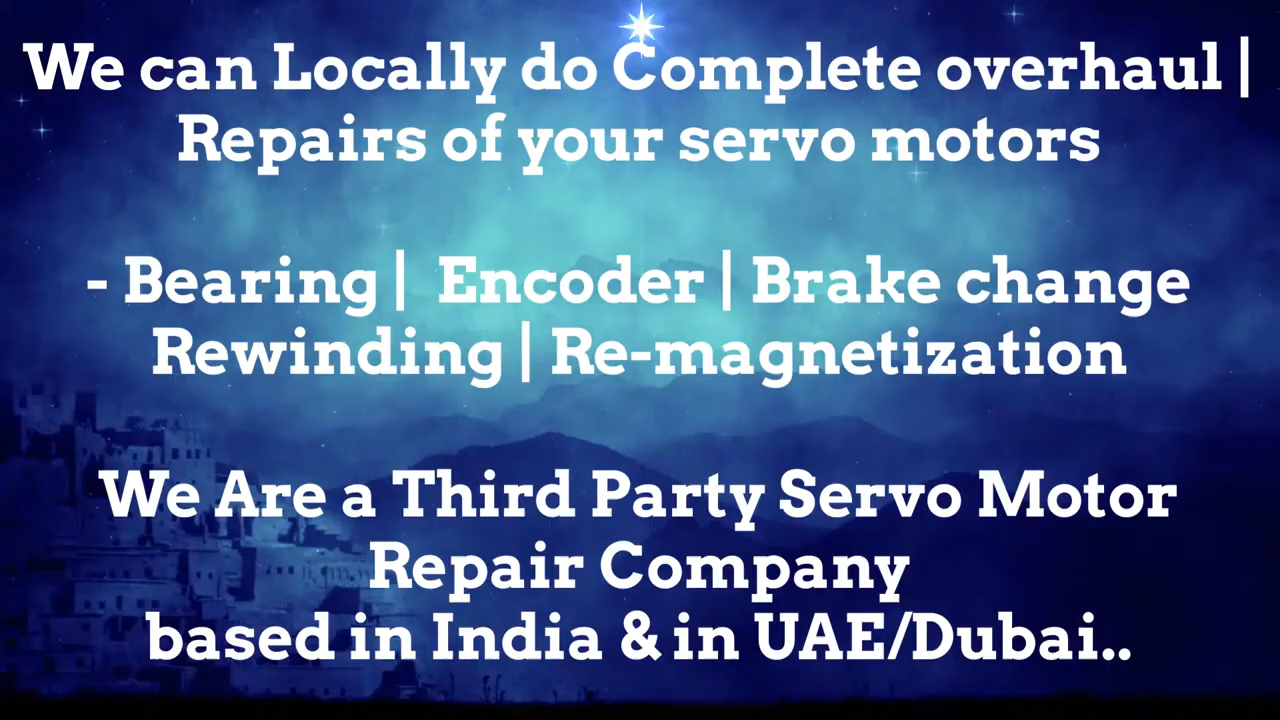 We can Locally do Complete overhaul |
Repairs of your servo motors
- Bearing | Encoder | Brake change
Rewinding | Re-magnetization
We Are a Third Party Servo Motor
Repair Company
based in India & in UAE/Dubai..